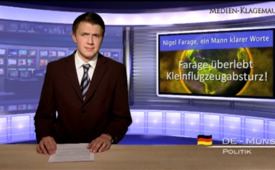 Medien-Klagemau
Nigel Farage, ein Mann klarer Worte
Farage überlebt
Kleinflugzeugabsturz!
DE - MÜNS
POLITIK